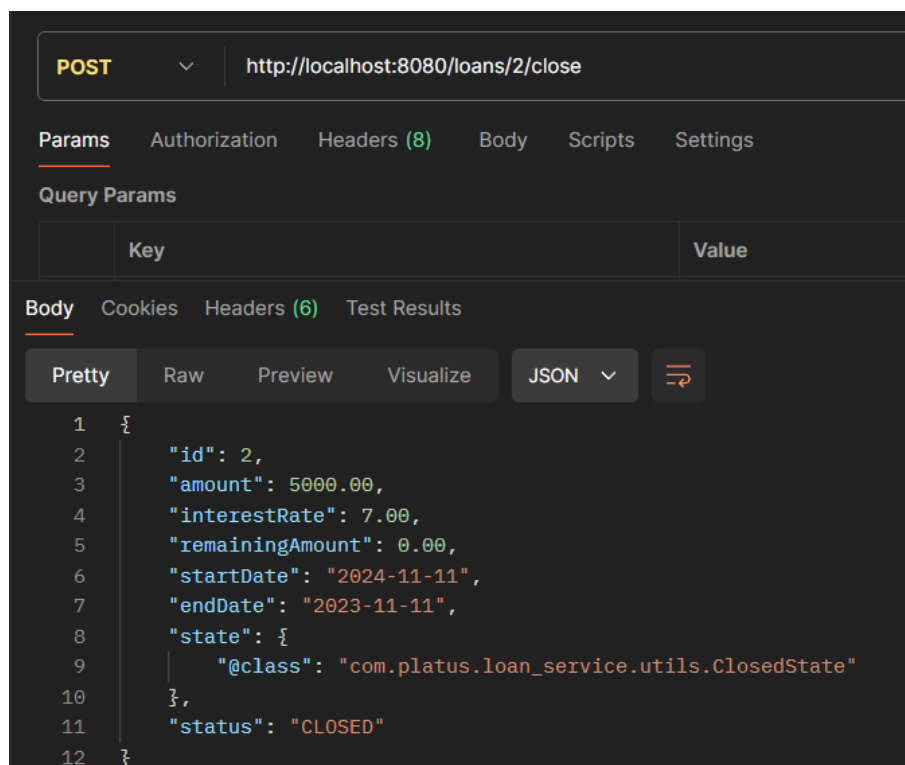 POST http://localhost:8080/loans/2/close
Params Authorization Headers (8) Body Scripts Settings
Query Params
Key Value
Body Cookies Headers (6) Test Results
Pretty Raw Preview Visualize JSON
1 {
2 "id": 2,
3 "amount": 5000.00,
4 "interestRate": 7.00,
5 "remainingAmount": 0.00,
6 "startDate": "2024-11-11",
7 "endDate": "2023-11-11",
8 "state": {
9 "@class": "com.platus.loan_service.utils.ClosedState"
10 },
11 "status": "CLOSED"
12 }